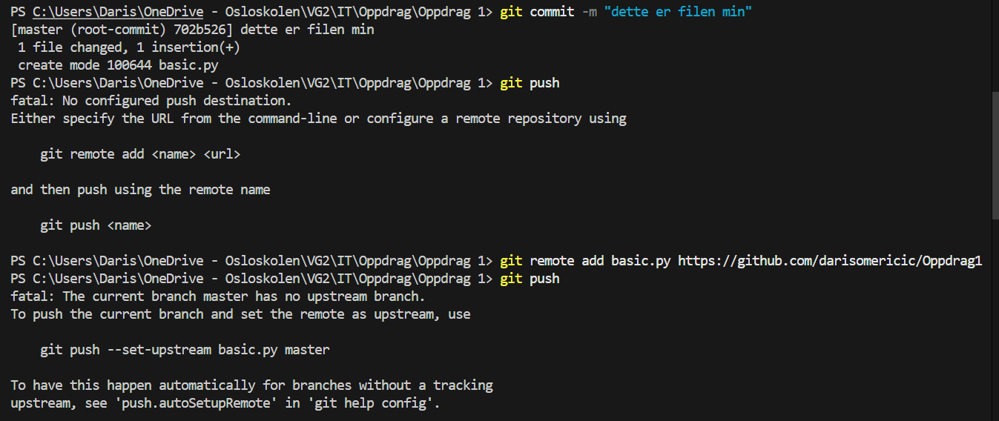 PS C:\Users\Daris\OneDrive - Osloskolen\VG2\IT\Oppdrag\Oppdrag 1> git commit -m "dette er filen min"
[master (root-commit) 702b526] dette er filen min
 1 file changed, 1 insertion(+)
 create mode 100644 basic.py
PS C:\Users\Daris\OneDrive - Osloskolen\VG2\IT\Oppdrag\Oppdrag 1> git push
fatal: No configured push destination.
Either specify the URL from the command-line or configure a remote repository using

    git remote add <name> <url>

and then push using the remote name

    git push <name>

PS C:\Users\Daris\OneDrive - Osloskolen\VG2\IT\Oppdrag\Oppdrag 1> git remote add basic.py https://github.com/darisomericic/Oppdrag1
PS C:\Users\Daris\OneDrive - Osloskolen\VG2\IT\Oppdrag\Oppdrag 1> git push
fatal: The current branch master has no upstream branch.
To push the current branch and set the remote as upstream, use

    git push --set-upstream basic.py master

To have this happen automatically for branches without a tracking
upstream, see 'push.autoSetupRemote' in 'git help config'.